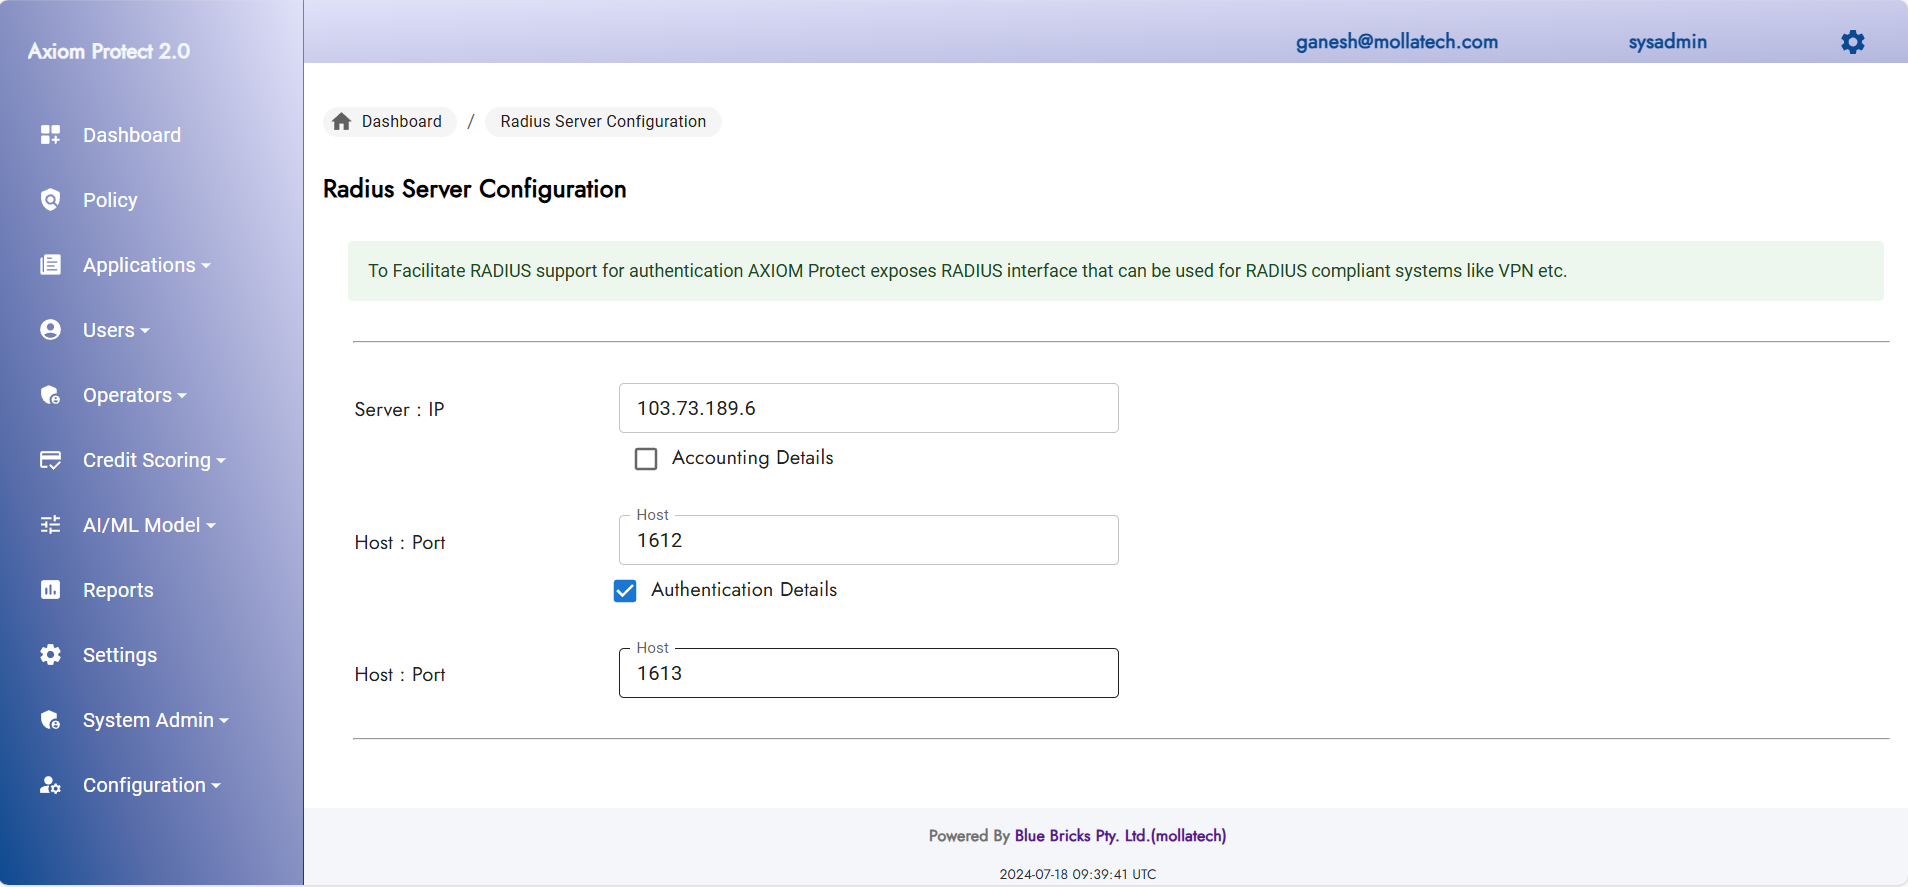 Axiom Protect 2.0
Dashboard
Policy
Applications
Users
Operators
Credit Scoring
AI/ML Model
Reports
Settings
System Admin
Configuration
ganesh@mollatech.com sysadmin
Dashboard / Radius Server Configuration
Radius Server Configuration
To Facilitate RADIUS support for authentication AXIOM Protect exposes RADIUS interface that can be used for RADIUS compliant systems like VPN etc.
Server : IP 103.73.189.6
Accounting Details
Host
Host : Port 1612
Authentication Details
Host
Host : Port 1613
Powered By Blue Bricks Pty. Ltd.(mollatech)
2024-07-18 09:39:41 UTC